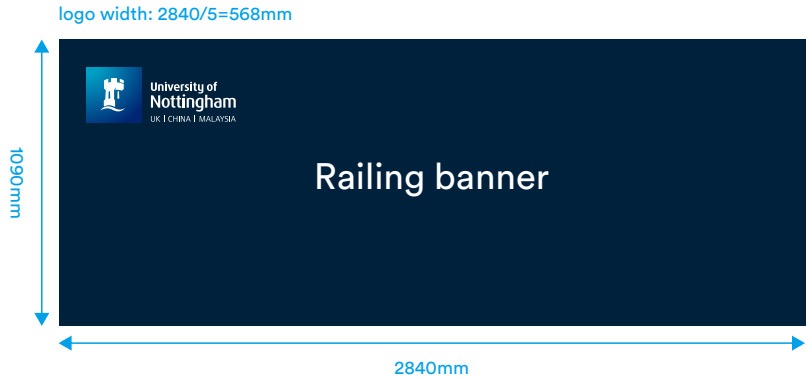 logo width: 2840/5=568mm
University of
Nottingham
UK | CHINA | MALAYSIA
Railing banner
1090mm
2840mm